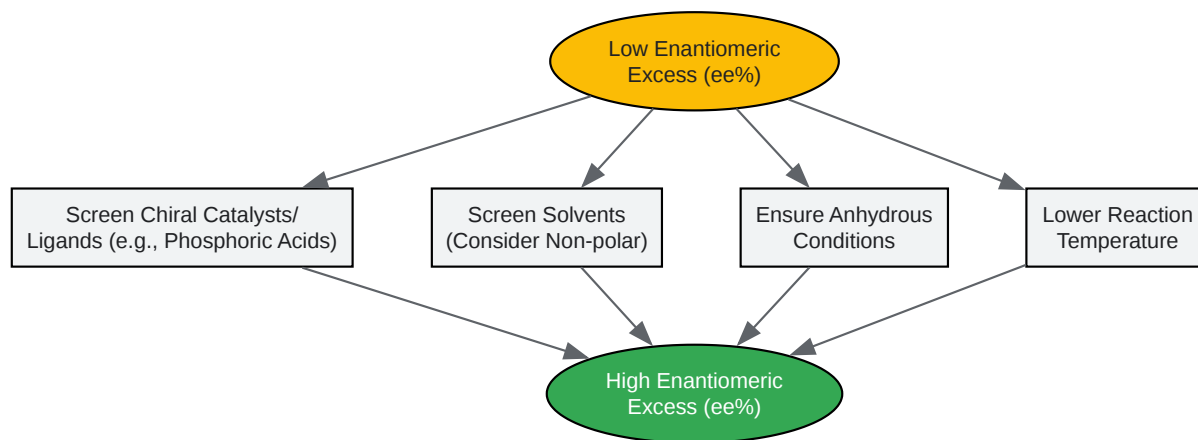 Low Enantiomeric
Excess (ee%)
Screen Chiral Catalysts/
Ligands (e.g., Phosphoric Acids)
Screen Solvents
(Consider Non-polar)
Ensure Anhydrous
Conditions
Lower Reaction
Temperature
High Enantiomeric
Excess (ee%)